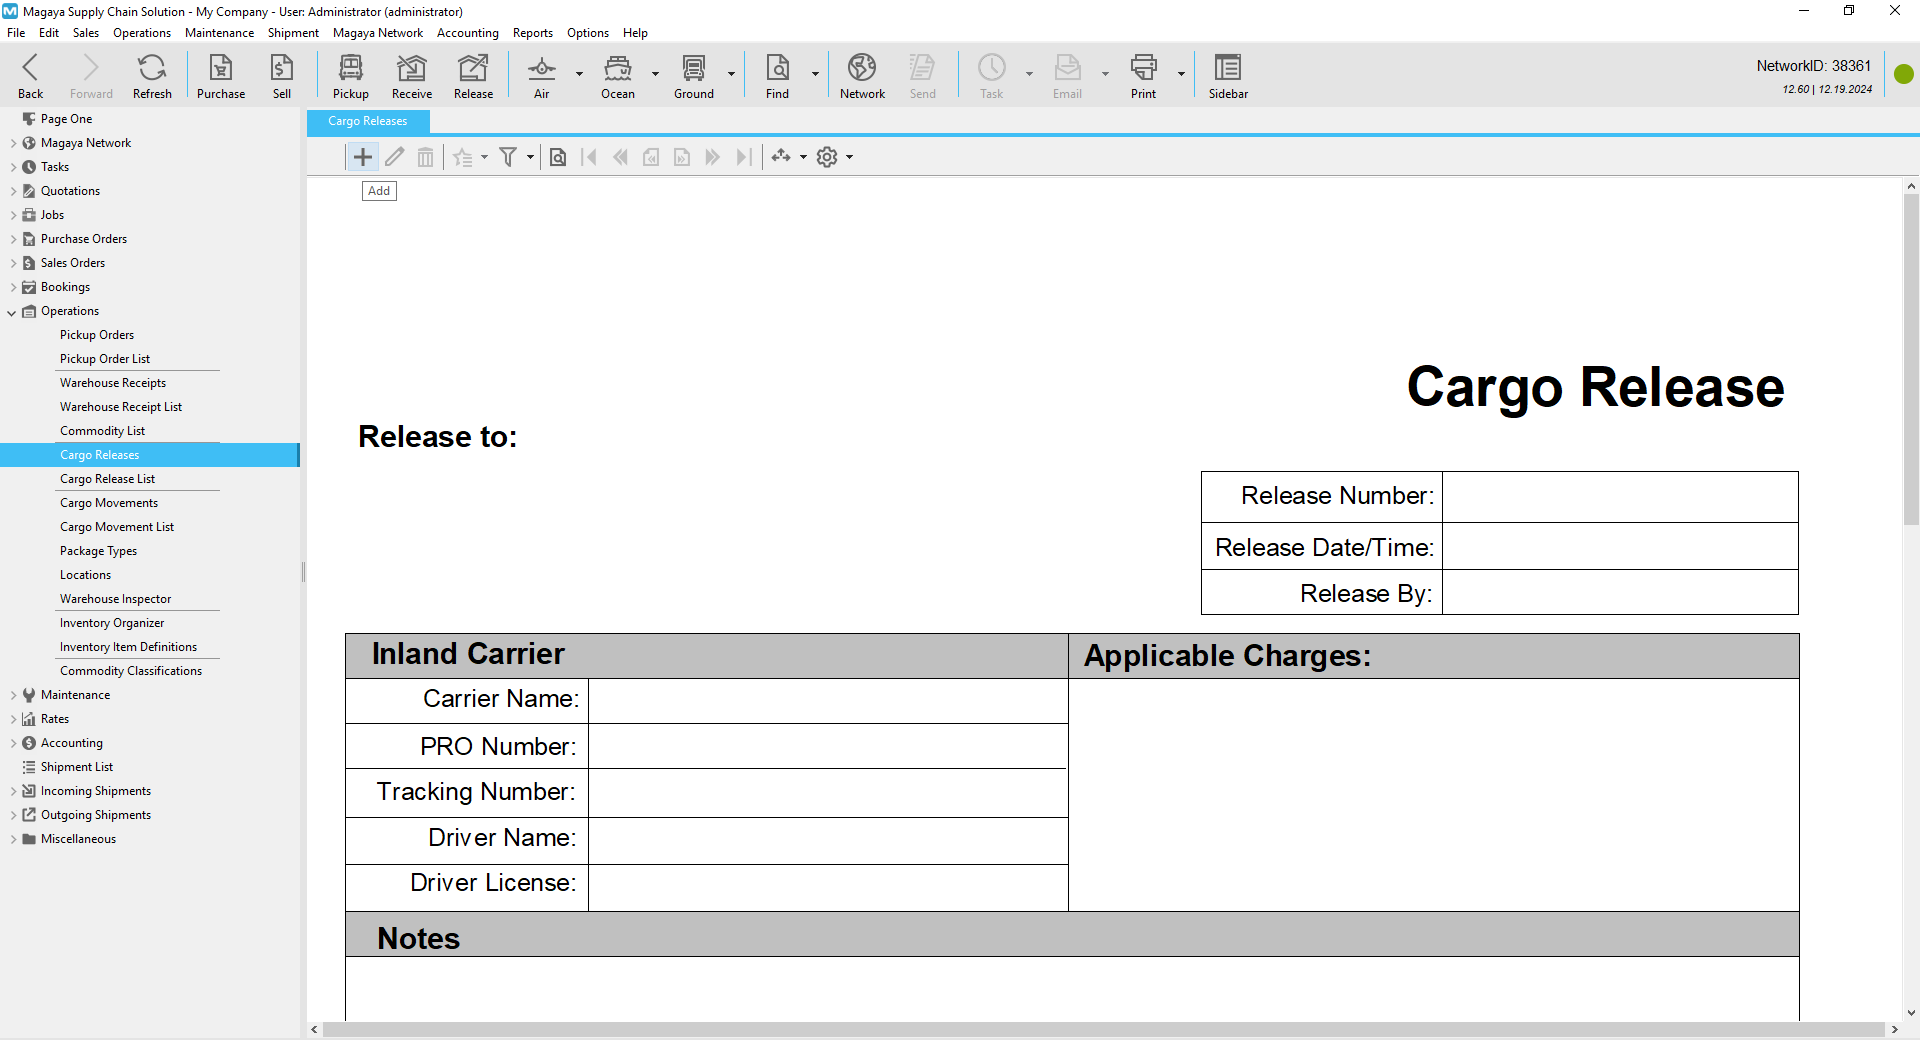 Magaya Supply Chain Solution - My Company - User: Administrator (administrator)
File Edit Sales Operations Maintenance Shipment Magaya Network Accounting Reports Options Help
Back Forward Refresh Purchase Sell Pickup Receive Release Air Ocean Ground Find Network Send Task Email Print Sidebar
NetworkID: 38361
12.60 | 12.19.2024
Page One
Magaya Network
Tasks
Quotations
Jobs
Purchase Orders
Sales Orders
Bookings
Operations
Pickup Orders
Pickup Order List
Warehouse Receipts
Warehouse Receipt List
Commodity List
Cargo Releases
Cargo Release List
Cargo Movements
Cargo Movement List
Package Types
Locations
Warehouse Inspector
Inventory Organizer
Inventory Item Definitions
Commodity Classifications
Maintenance
Rates
Accounting
Shipment List
Incoming Shipments
Outgoing Shipments
Miscellaneous
Cargo Releases
Add
Cargo Release
Release to:
Release Number:
Release Date/Time:
Release By:
Inland Carrier
Applicable Charges:
Carrier Name:
PRO Number:
Tracking Number:
Driver Name:
Driver License:
Notes